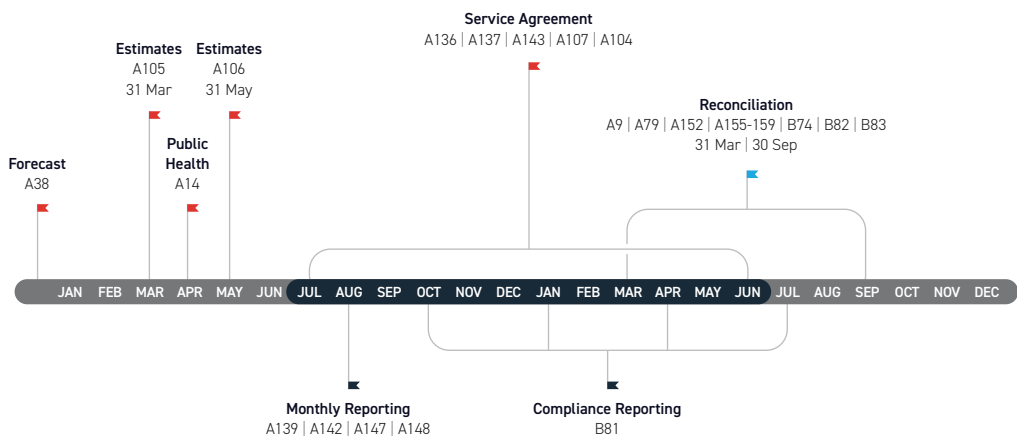 Service Agreement
A136 | A137 | A143 | A107 | A104
Estimates
A105
31 Mar
Estimates
A106
31 May
Reconciliation
A9 | A79 | A152 | A155-159 | B74 | B82 | B83
31 Mar | 30 Sep
Public
Health
A14
Forecast
A38
JAN FEB MAR APR MAY JUN JUL AUG SEP OCT NOV DEC JAN FEB MAR APR MAY JUN JUL AUG SEP OCT NOV DEC
Monthly Reporting
A139 | A142 | A147 | A148
Compliance Reporting
B81